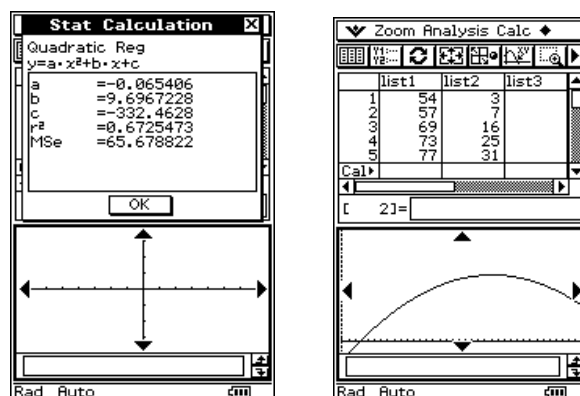 Stat Calculation
Quadratic Reg
y=a·x²+b·x+c
a =-0.065406
b =9.6967228
c =-332.4628
r² =0.6725473
MSe =65.678822
OK
Rad Auto
Zoom Analysis Calc
list1 list2 list3
1 54 3
2 57 7
3 69 16
4 73 25
5 77 31
Cal
[ 2]=
Rad Auto